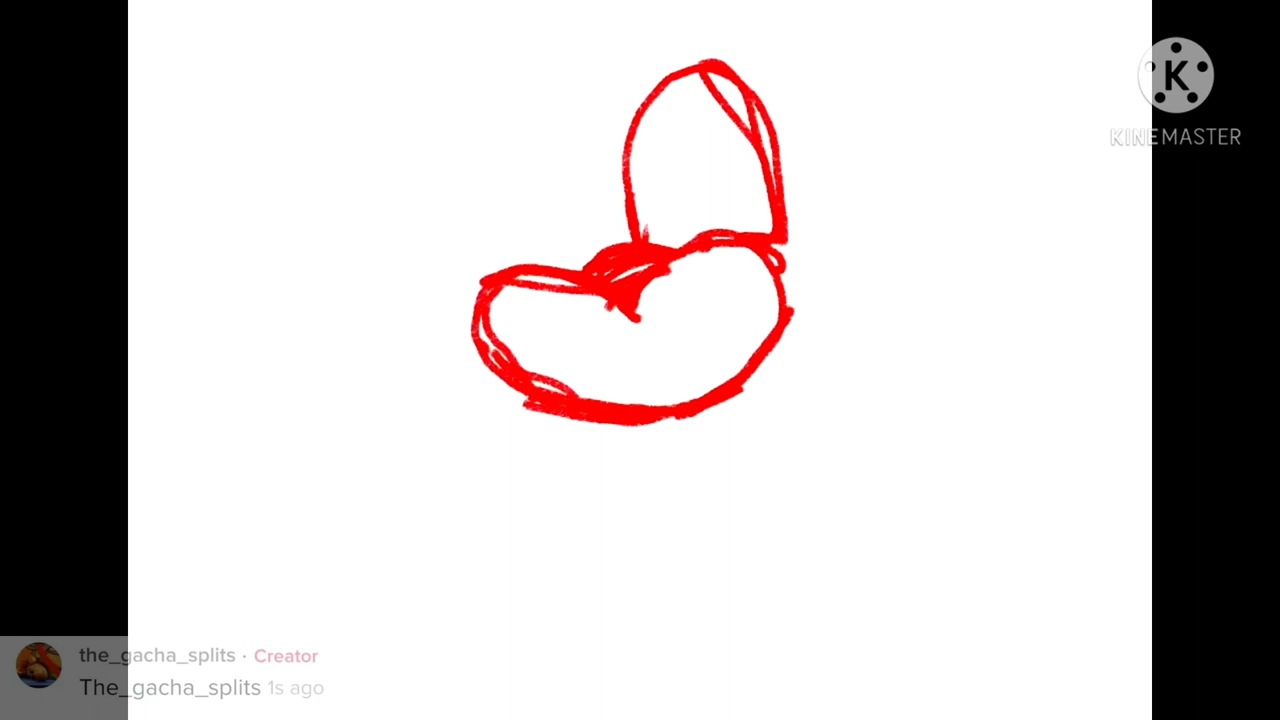 K
KINEMASTER
the_gacha_splits · Creator
The_gacha_splits 1s ago